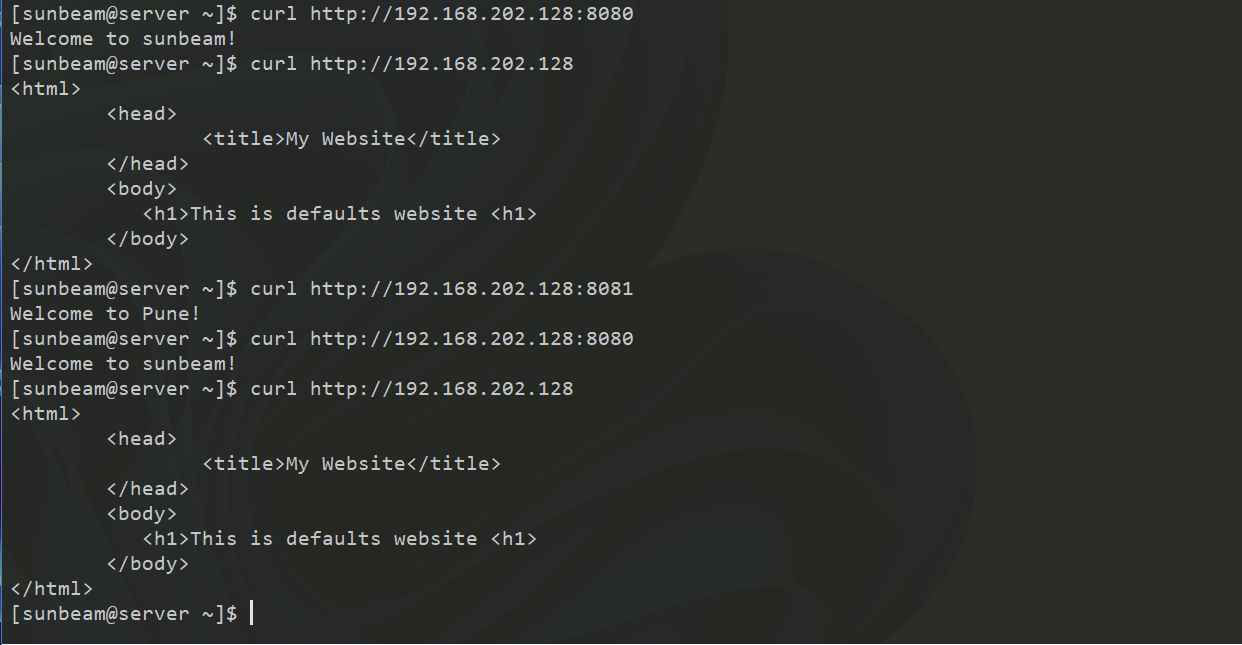 [sunbeam@server ~]$ curl http://192.168.202.128:8080
Welcome to sunbeam!
[sunbeam@server ~]$ curl http://192.168.202.128
<html>
        <head>
                <title>My Website</title>
        </head>
        <body>
           <h1>This is defaults website <h1>
        </body>
</html>
[sunbeam@server ~]$ curl http://192.168.202.128:8081
Welcome to Pune!
[sunbeam@server ~]$ curl http://192.168.202.128:8080
Welcome to sunbeam!
[sunbeam@server ~]$ curl http://192.168.202.128
<html>
        <head>
                <title>My Website</title>
        </head>
        <body>
           <h1>This is defaults website <h1>
        </body>
</html>
[sunbeam@server ~]$